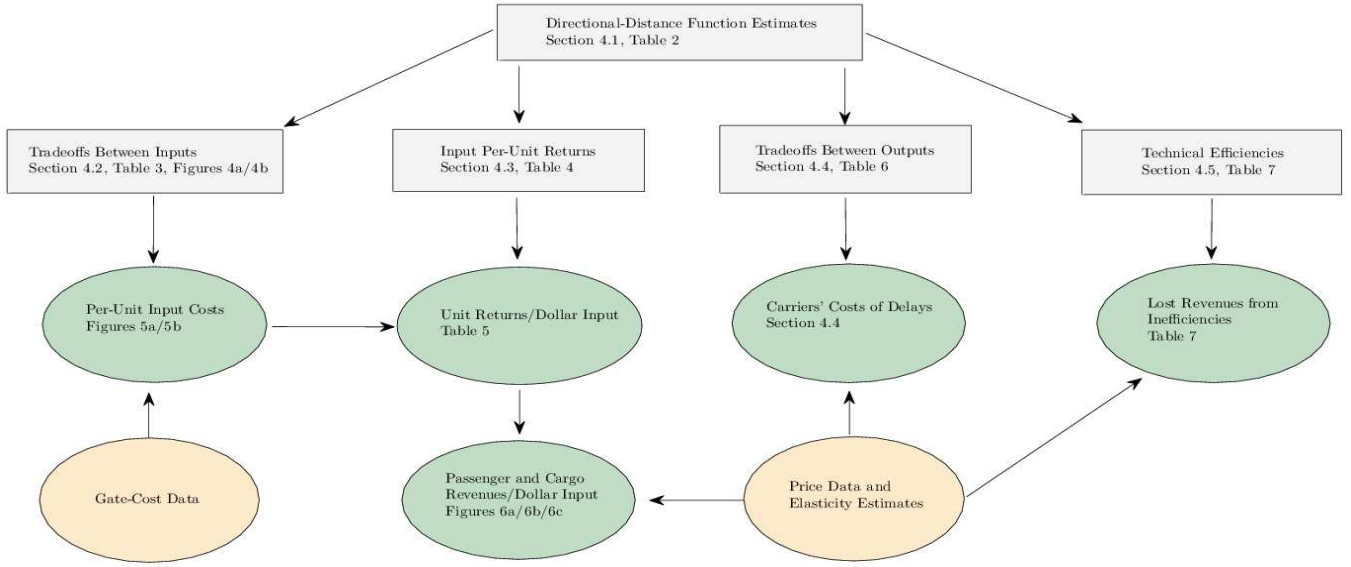 Directional-Distance Function Estimates
Section 4.1, Table 2
Tradeoffs Between Inputs
Section 4.2, Table 3, Figures 4a/4b
Input Per-Unit Returns
Section 4.3, Table 4
Tradeoffs Between Outputs
Section 4.4, Table 6
Technical Efficiencies
Section 4.5, Table 7
Per-Unit Input Costs
Figures 5a/5b
Unit Returns/Dollar Input
Table 5
Carriers' Costs of Delays
Section 4.4
Lost Revenues from
Inefficiencies
Table 7
Gate-Cost Data
Passenger and Cargo
Revenues/Dollar Input
Figures 6a/6b/6c
Price Data and
Elasticity Estimates